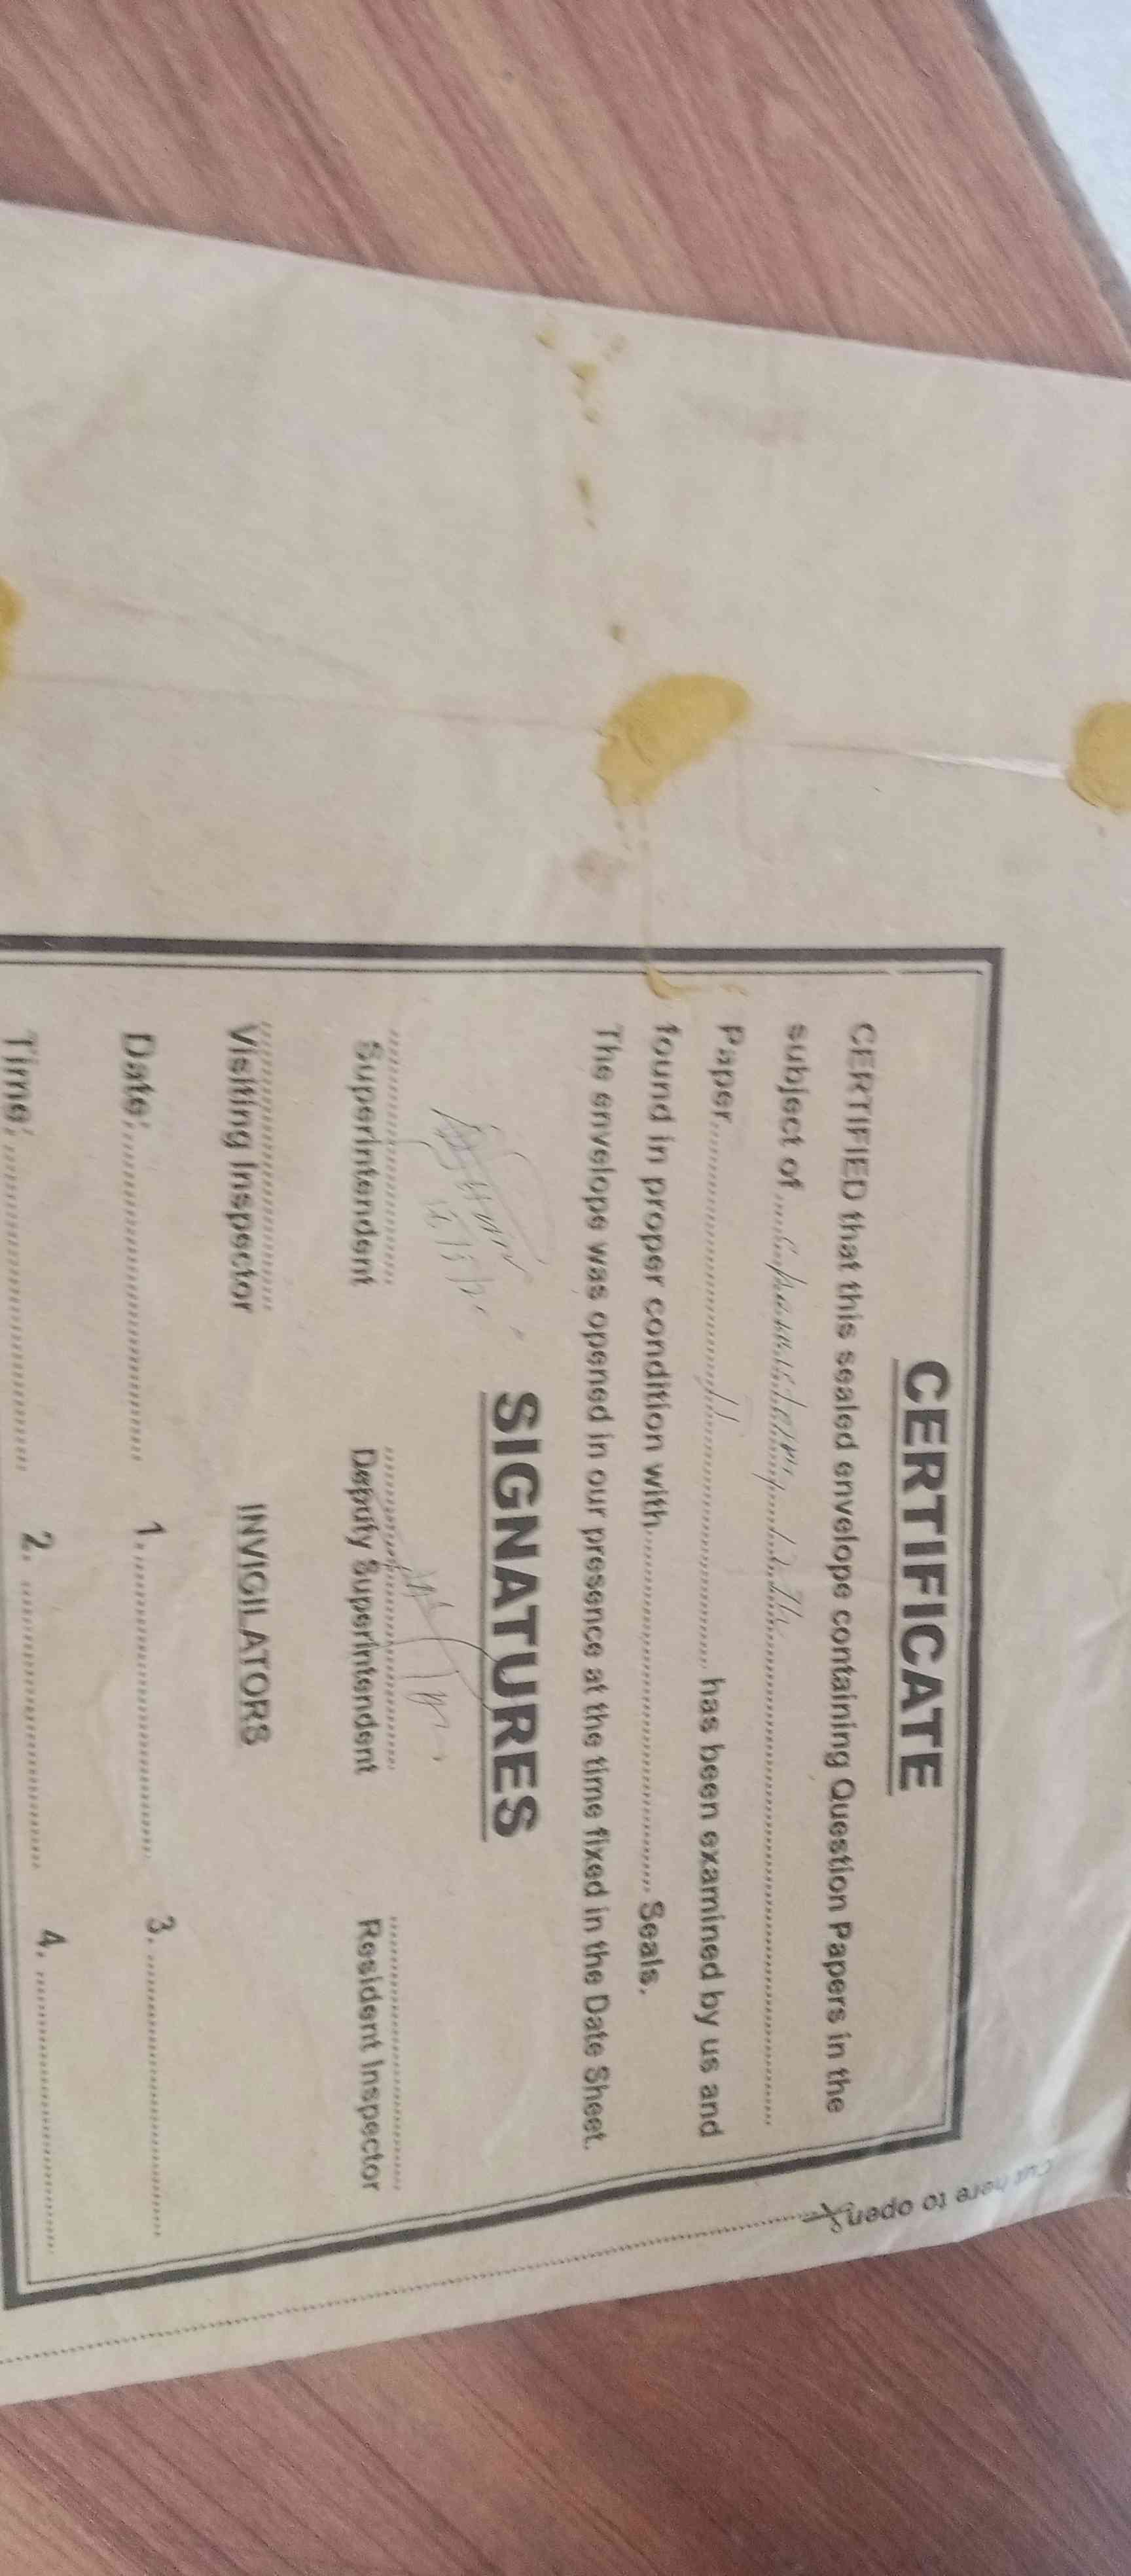 CERTIFICATE
CERTIFIED that this sealed envelope containing Question Papers in the
subject of............................................................
Paper.......................11............................ has been examined by us and
found in proper condition with............................................ Seals.
The envelope was opened in our presence at the time fixed in the Date Sheet.
SIGNATURES
Superintendent Deputy Superintendent Resident Inspector
Visiting Inspector INVIGILATORS
Date:.............................. 1............................... 3...............................
Time:.............................. 2. ............................... 4. ...............................
Cut here to open